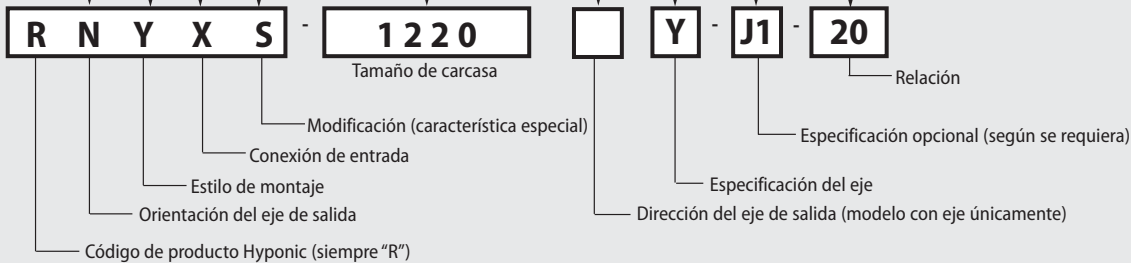 R N Y X S - 1220 Y - J1 - 20
Tamaño de carcasa
Relación
Modificación (característica especial)
Especificación opcional (según se requiera)
Conexión de entrada
Estilo de montaje
Especificación del eje
Orientación del eje de salida
Dirección del eje de salida (modelo con eje únicamente)
Código de producto Hyponic (siempre “R”)